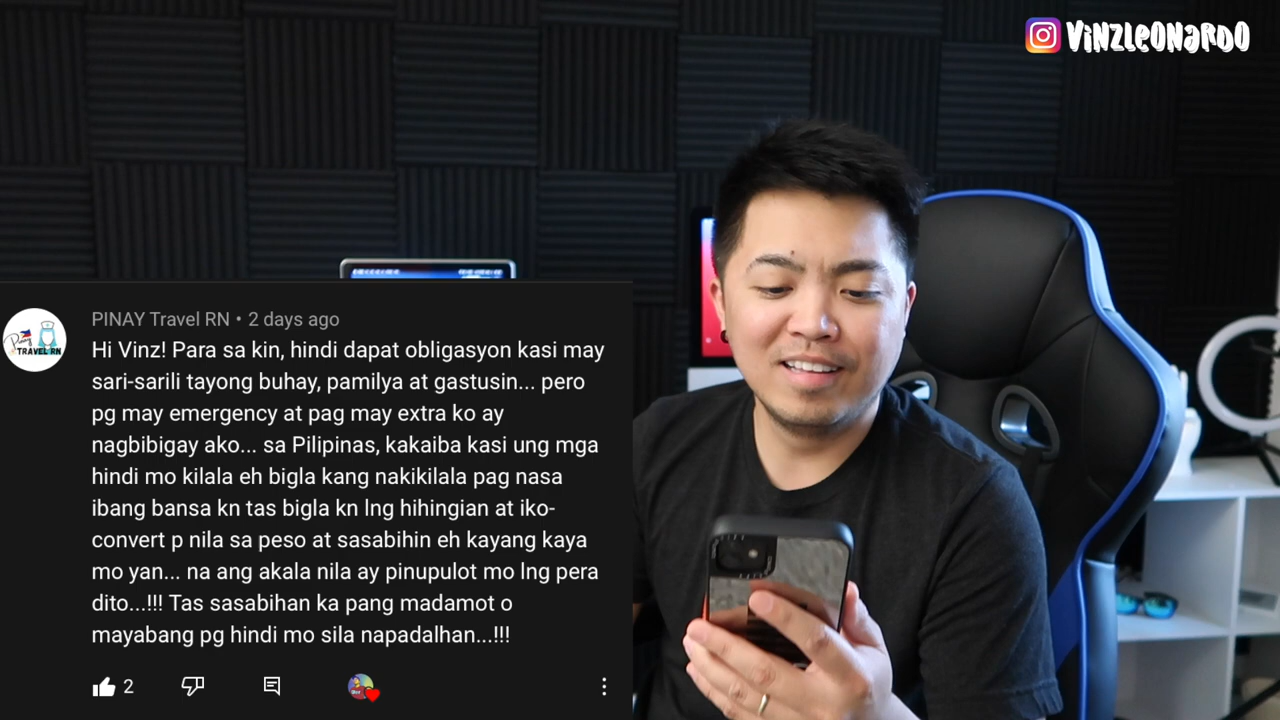 VINZLEONARDO
PINAY Travel RN • 2 days ago
Hi Vinz! Para sa kin, hindi dapat obligasyon kasi may
sari-sarili tayong buhay, pamilya at gastusin... pero
pg may emergency at pag may extra ko ay
nagbibigay ako... sa Pilipinas, kakaiba kasi ung mga
hindi mo kilala eh bigla kang nakikilala pag nasa
ibang bansa kn tas bigla kn lng hihingian at iko-
convert p nila sa peso at sasabihin eh kayang kaya
mo yan... na ang akala nila ay pinupulot mo lng pera
dito...!!! Tas sasabihan ka pang madamot o
mayabang pg hindi mo sila napadalhan...!!!
2
Pinay
TRAVEL RN